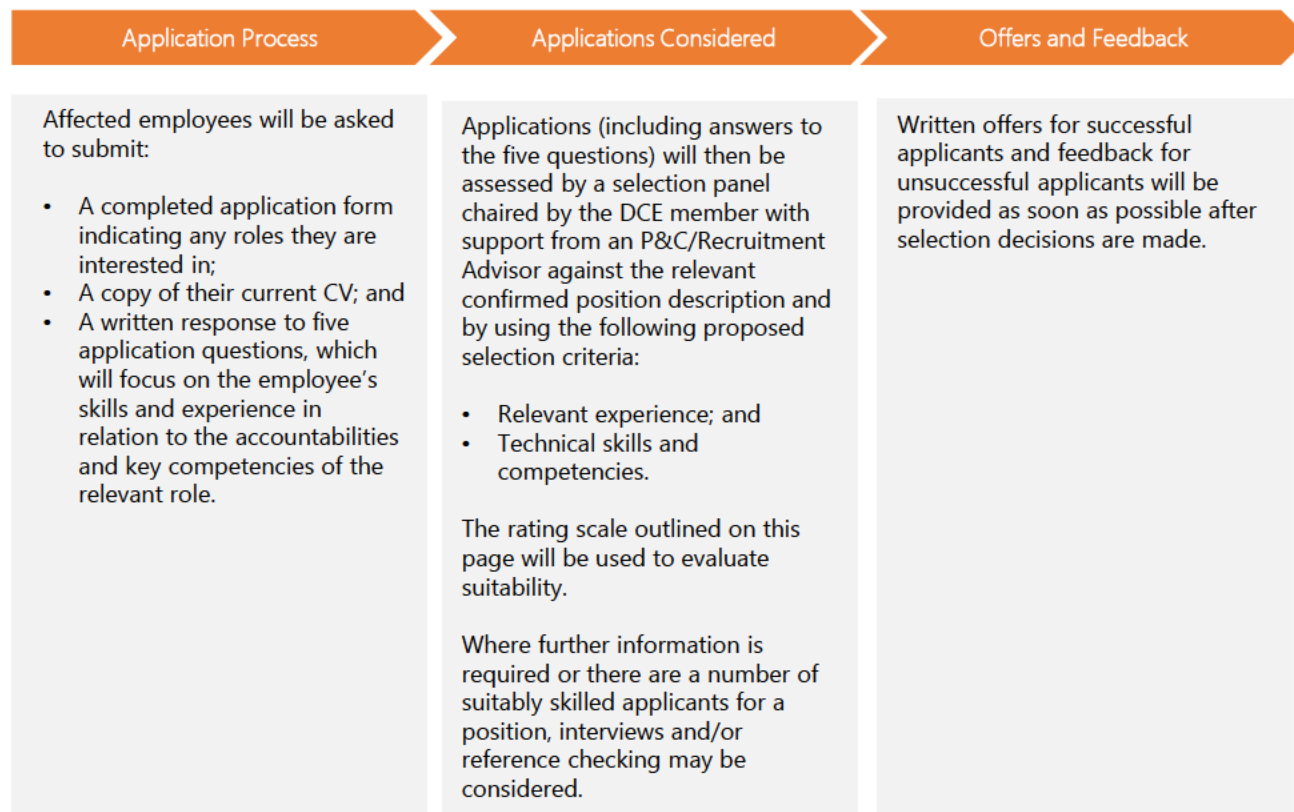 Application Process
Applications Considered
Offers and Feedback
Affected employees will be asked
to submit:
• A completed application form
indicating any roles they are
interested in;
• A copy of their current CV; and
• A written response to five
application questions, which
will focus on the employee's
skills and experience in
relation to the accountabilities
and key competencies of the
relevant role.
Applications (including answers to
the five questions) will then be
assessed by a selection panel
chaired by the DCE member with
support from an P&C/Recruitment
Advisor against the relevant
confirmed position description and
by using the following proposed
selection criteria:
• Relevant experience; and
• Technical skills and
competencies.
The rating scale outlined on this
page will be used to evaluate
suitability.
Where further information is
required or there are a number of
suitably skilled applicants for a
position, interviews and/or
reference checking may be
considered.
Written offers for successful
applicants and feedback for
unsuccessful applicants will be
provided as soon as possible after
selection decisions are made.